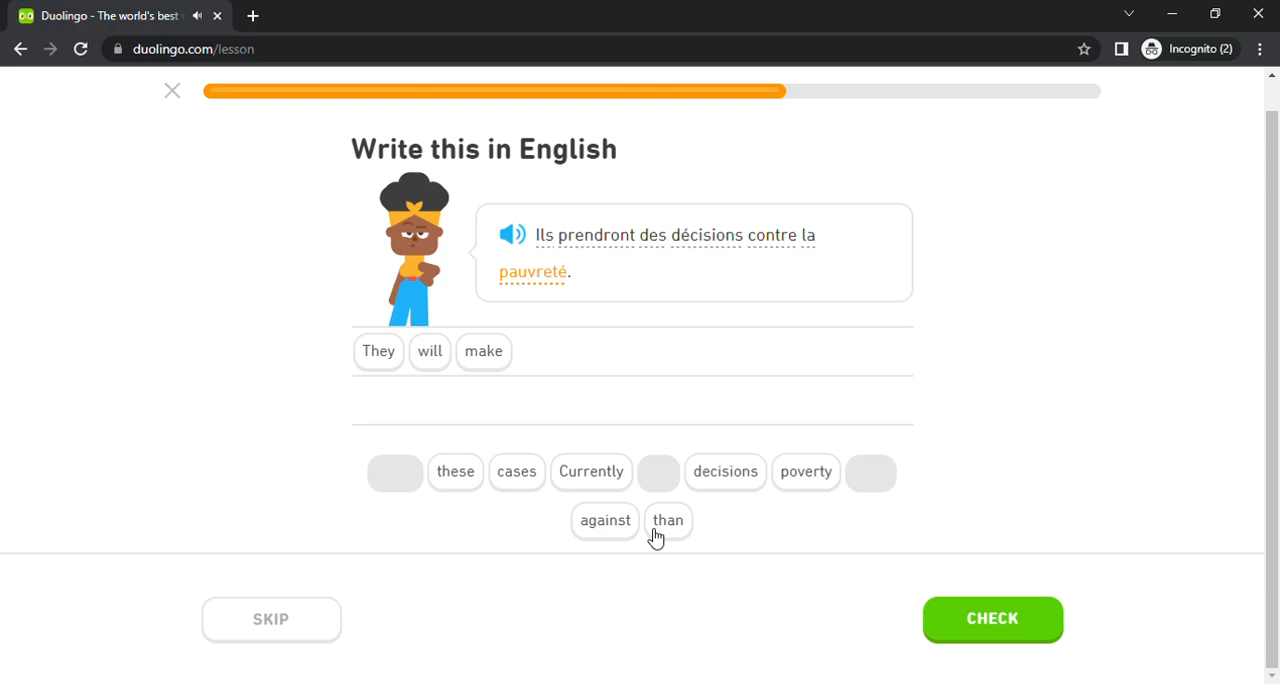 Duolingo - The world's best
duolingo.com/lesson
Incognito (2)
Write this in English
Ils prendront des décisions contre la
pauvreté.
They will make
these cases Currently decisions poverty
against than
SKIP
CHECK